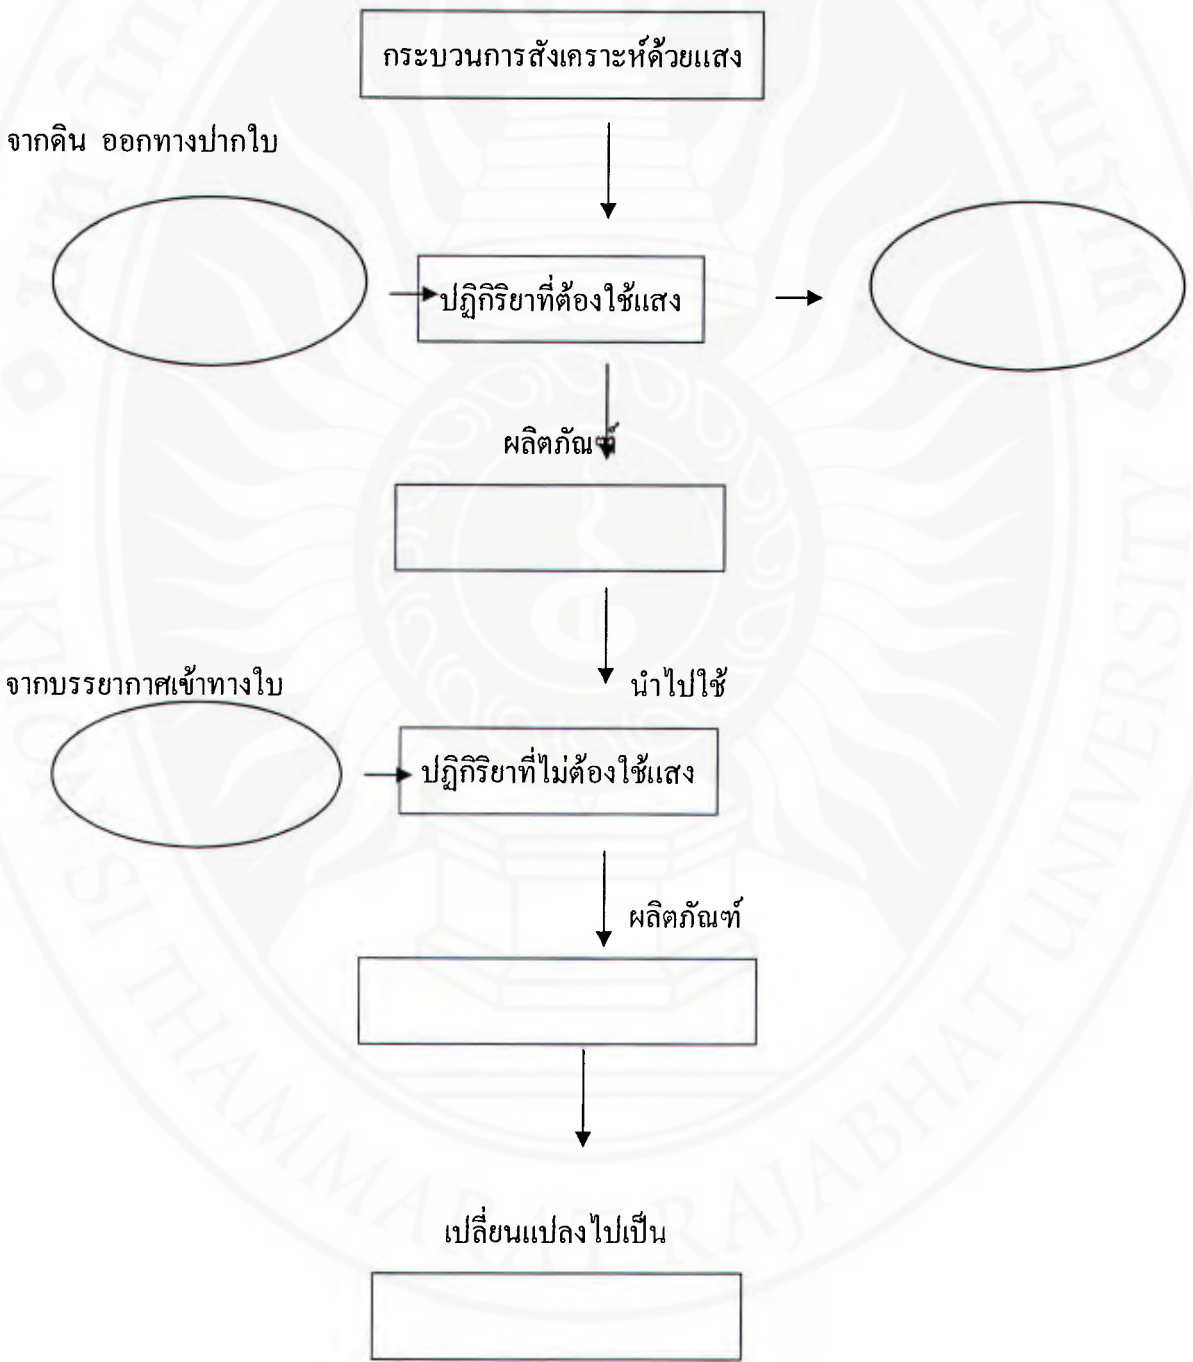 กระบวนการสังเคราะห์ด้วยแสง
จากดิน ออกทางปากใบ
ปฏิกิริยาที่ต้องใช้แสง
ผลิตภัณฑ์
จากบรรยากาศเข้าทางใบ
นำไปใช้
ปฏิกิริยาที่ไม่ต้องใช้แสง
ผลิตภัณฑ์
เปลี่ยนแปลงไปเป็น
NAKHON SI THAMMARAT RAJABHAT UNIVERSITY